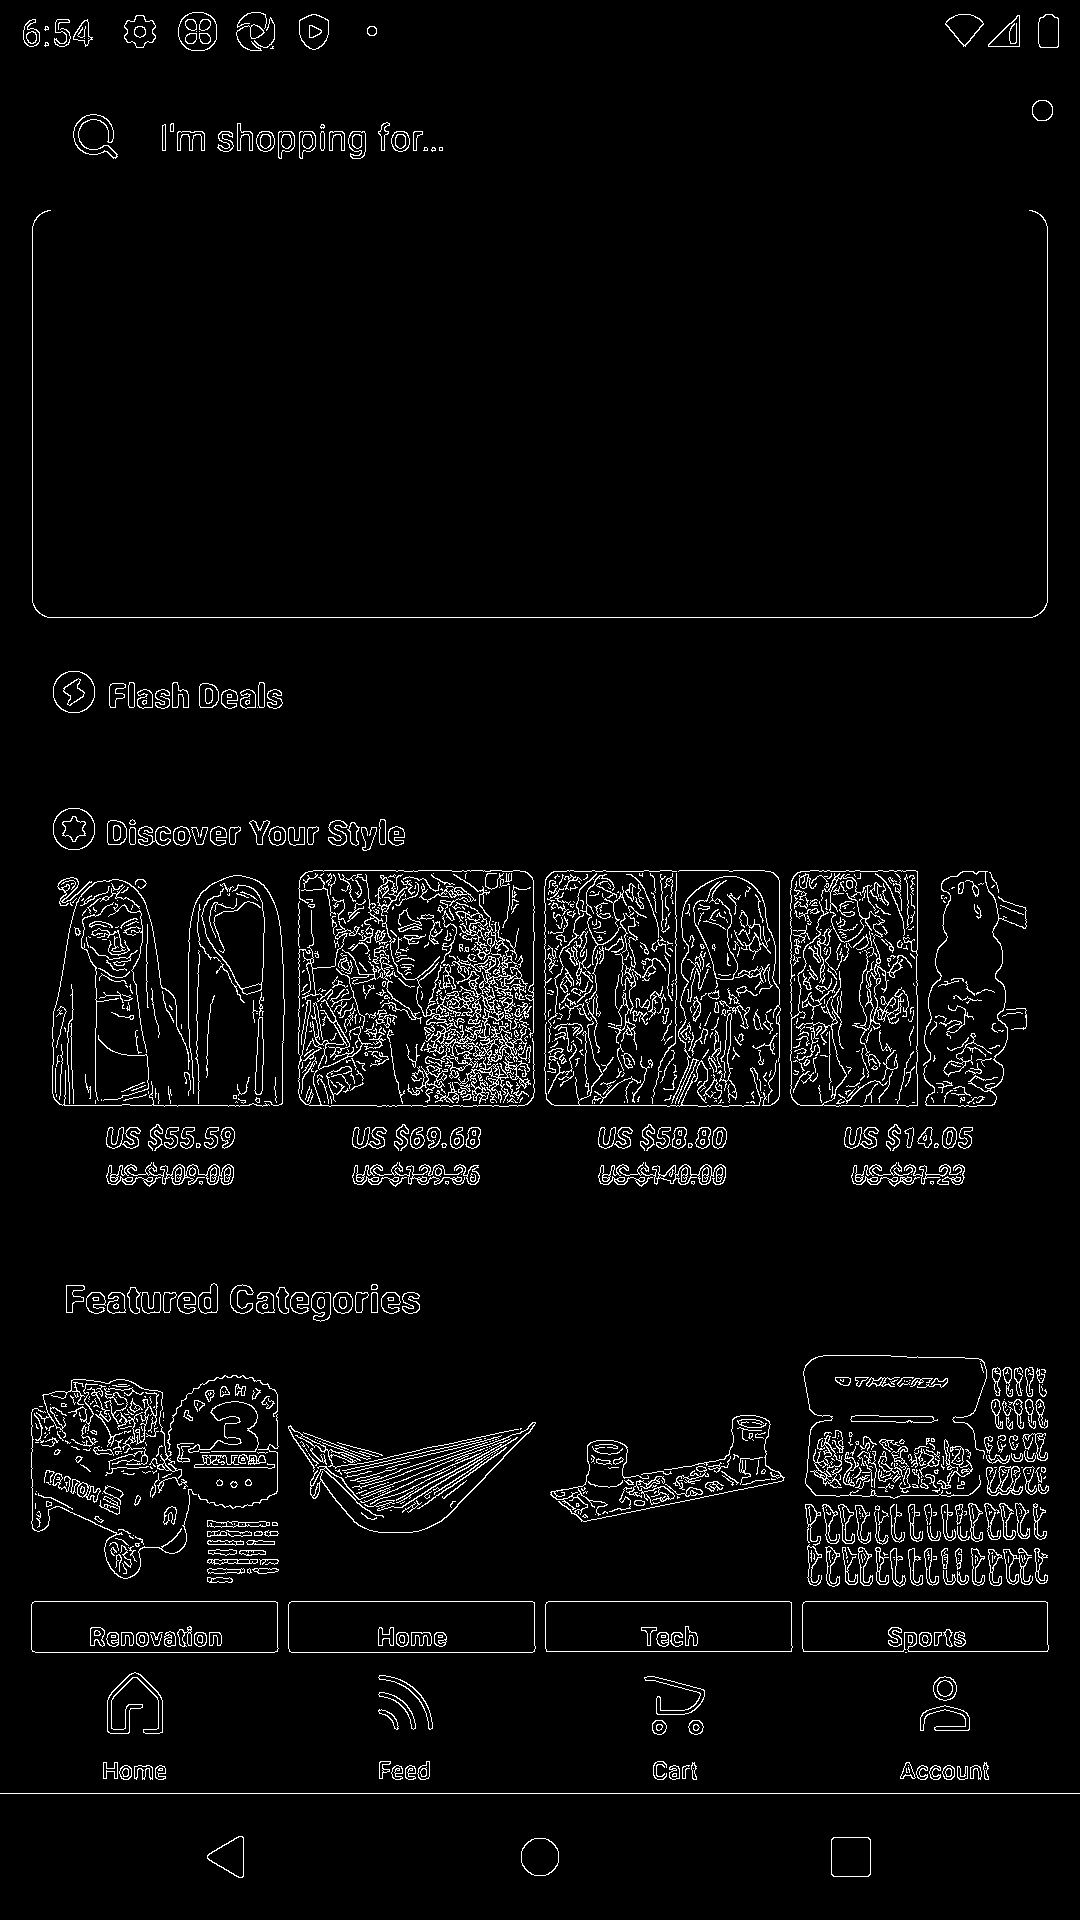 6:54
I'm shopping for...
Flash Deals
Discover Your Style
US $55.59 US $69.68 US $58.80 US $14.05
US $109.00 US $139.36 US $140.00 US $31.23
Featured Categories
3
КРАТОН
THKFISH
Renovation Home Tech Sports
Home Feed Cart Account